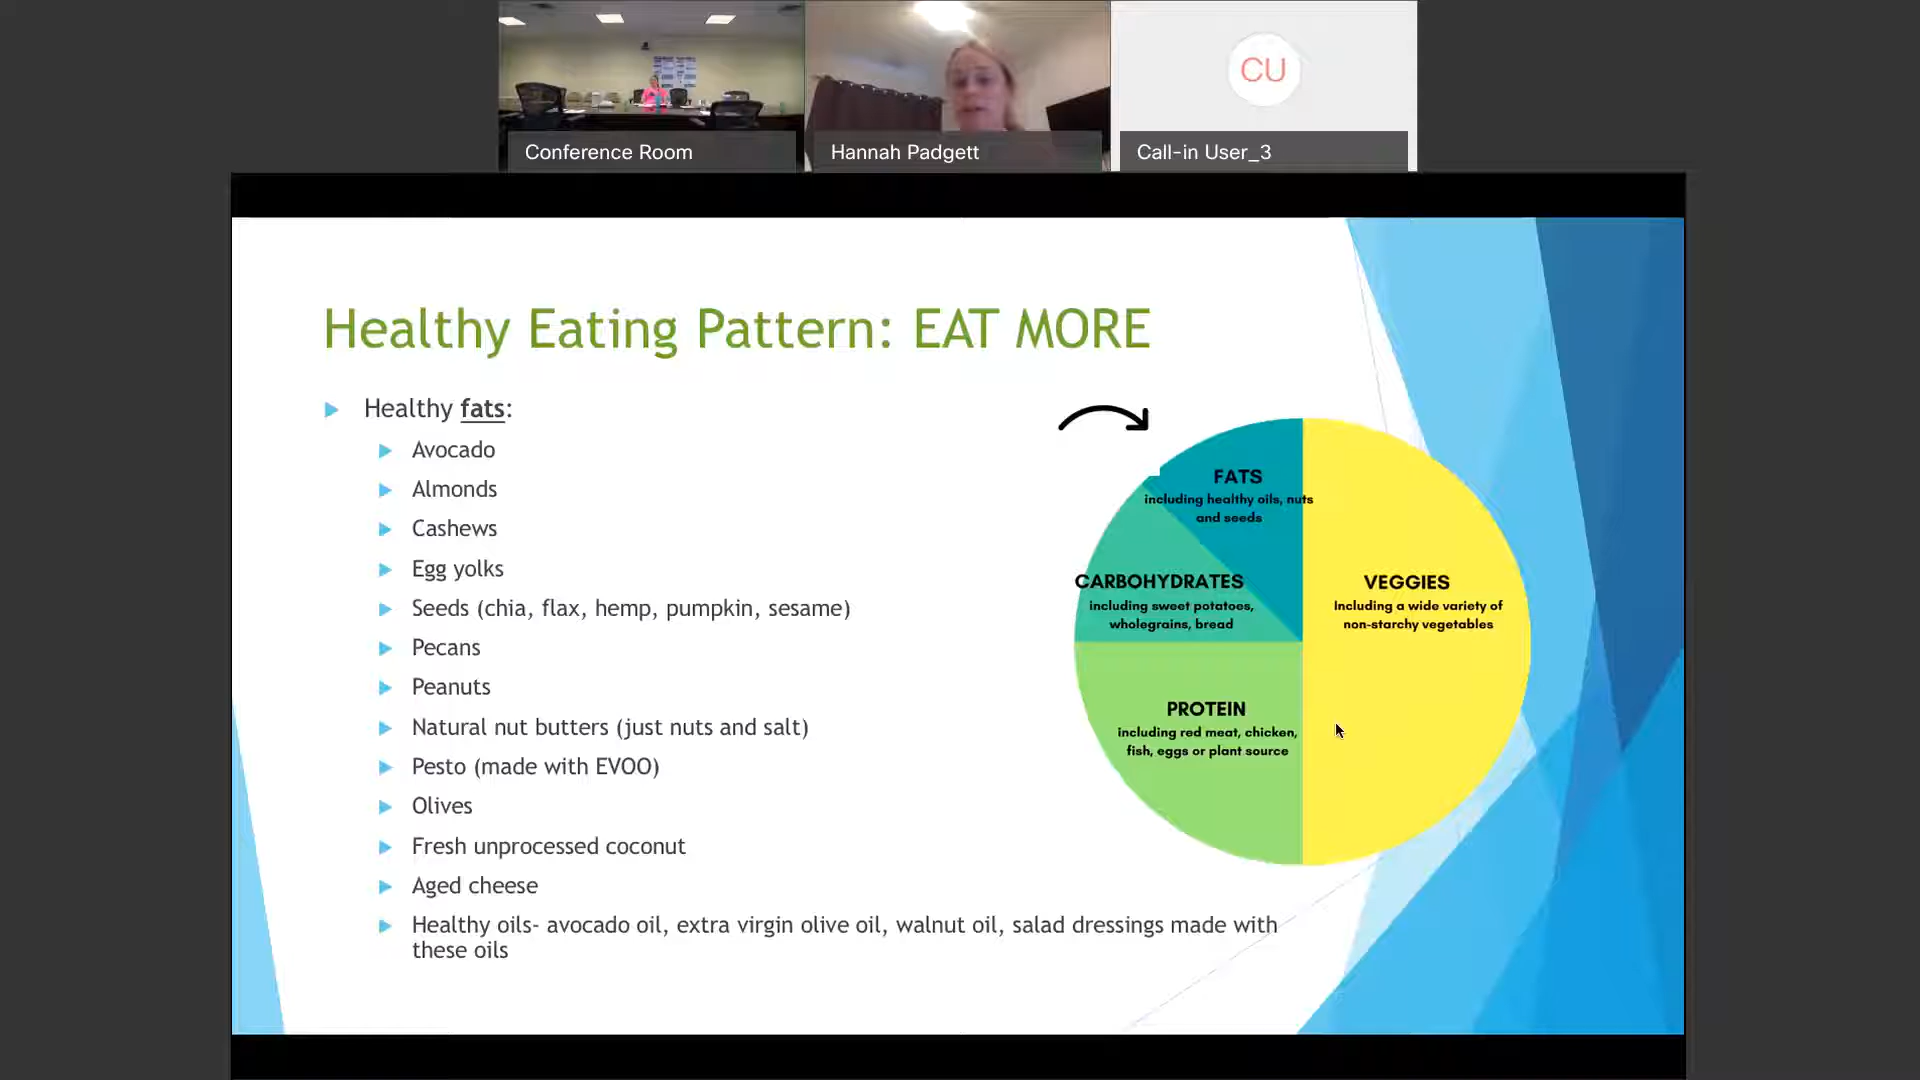 Conference Room
Hannah Padgett
CU
Call-in User_3
Healthy Eating Pattern: EAT MORE
Healthy fats:
Avocado
Almonds
Cashews
Egg yolks
Seeds (chia, flax, hemp, pumpkin, sesame)
Pecans
Peanuts
Natural nut butters (just nuts and salt)
Pesto (made with EVOO)
Olives
Fresh unprocessed coconut
Aged cheese
Healthy oils- avocado oil, extra virgin olive oil, walnut oil, salad dressings made with
these oils
FATS
including healthy oils, nuts
and seeds
CARBOHYDRATES
including sweet potatoes,
wholegrains, bread
VEGGIES
Including a wide variety of
non-starchy vegetables
PROTEIN
including red meat, chicken,
fish, eggs or plant source